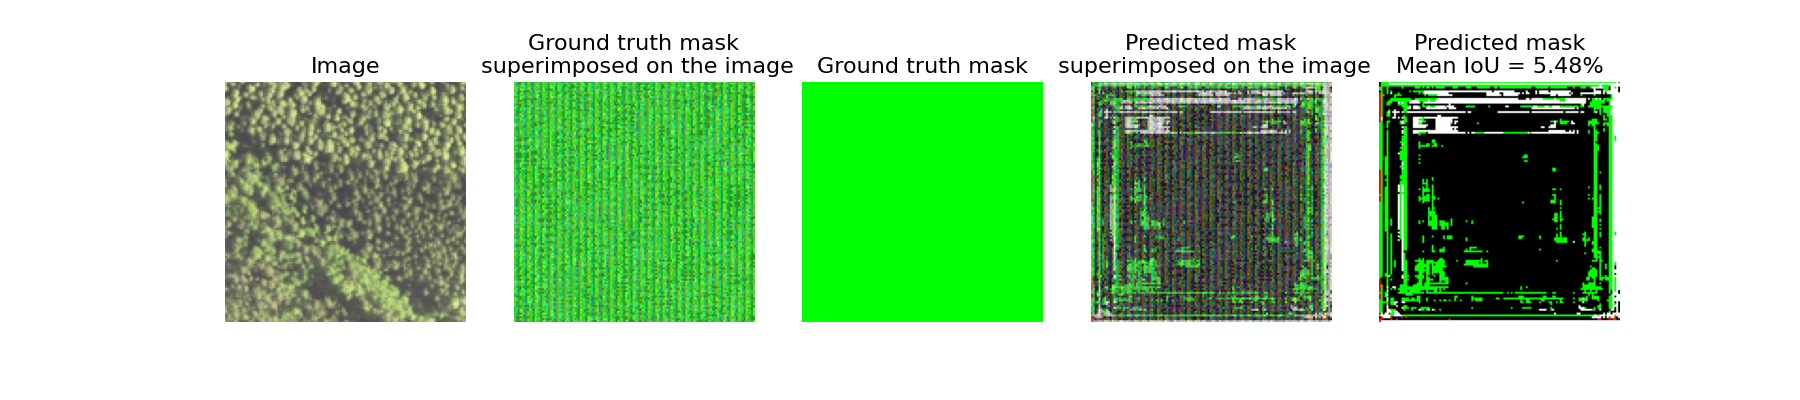 Image
Ground truth mask
superimposed on the image
Ground truth mask
Predicted mask
superimposed on the image
Predicted mask
Mean IoU = 5.48%